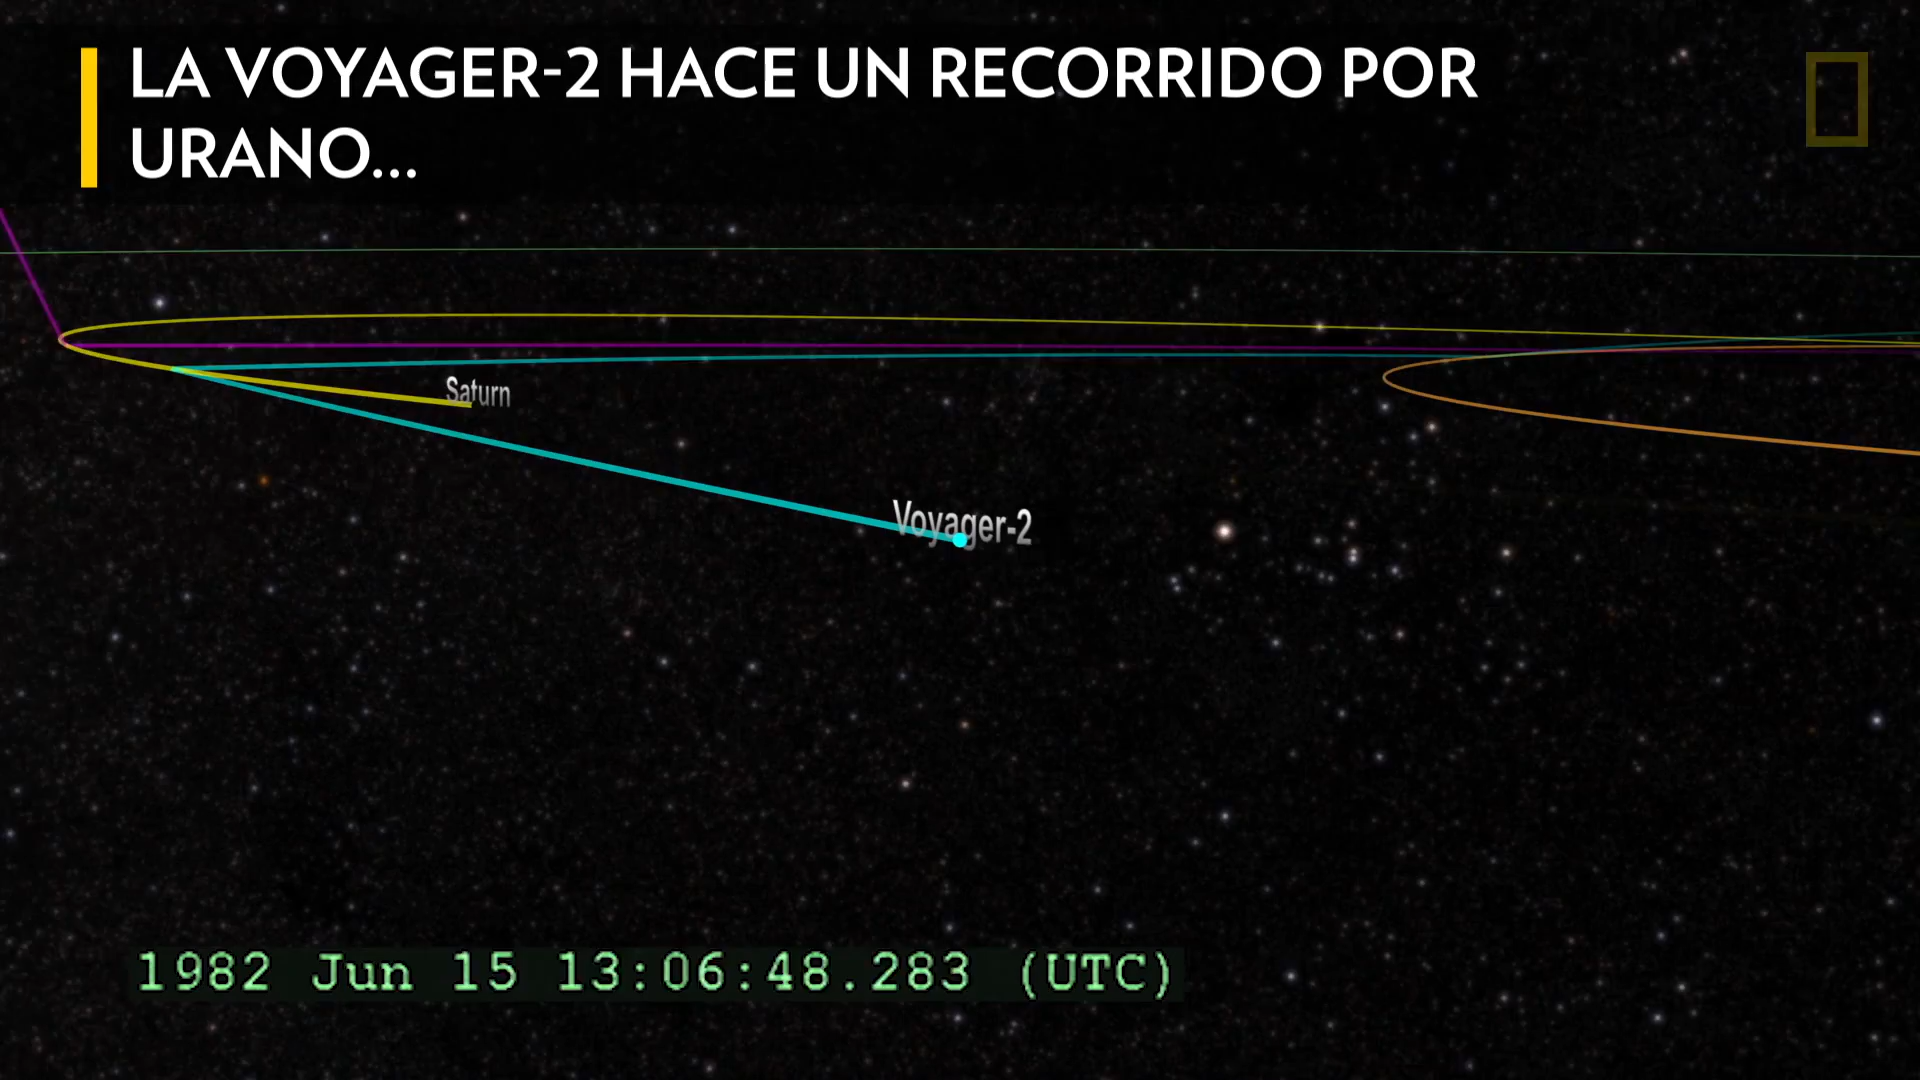 LA VOYAGER-2 HACE UN RECORRIDO POR
URANO...
Saturn
Voyager-2
1982 Jun 15 13:06:48.283 (UTC)